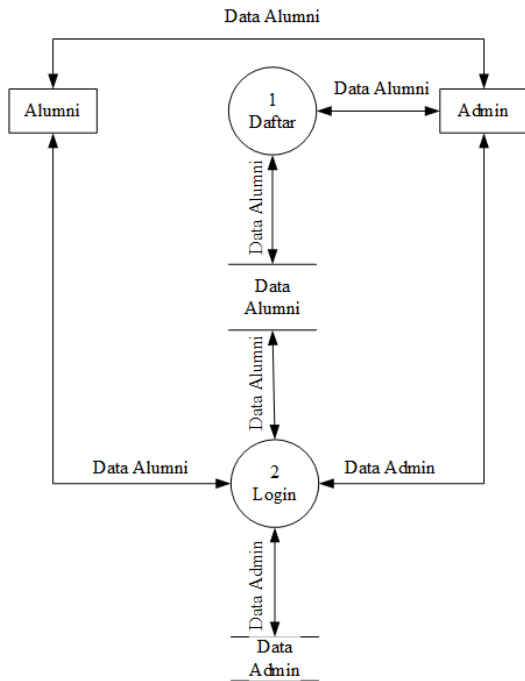 Data Alumni
Alumni
1
Daftar
Data Alumni
Admin
Data Alumni
Data
Alumni
Data Alumni
Data Alumni
2
Login
Data Admin
Data Admin
Data
Admin